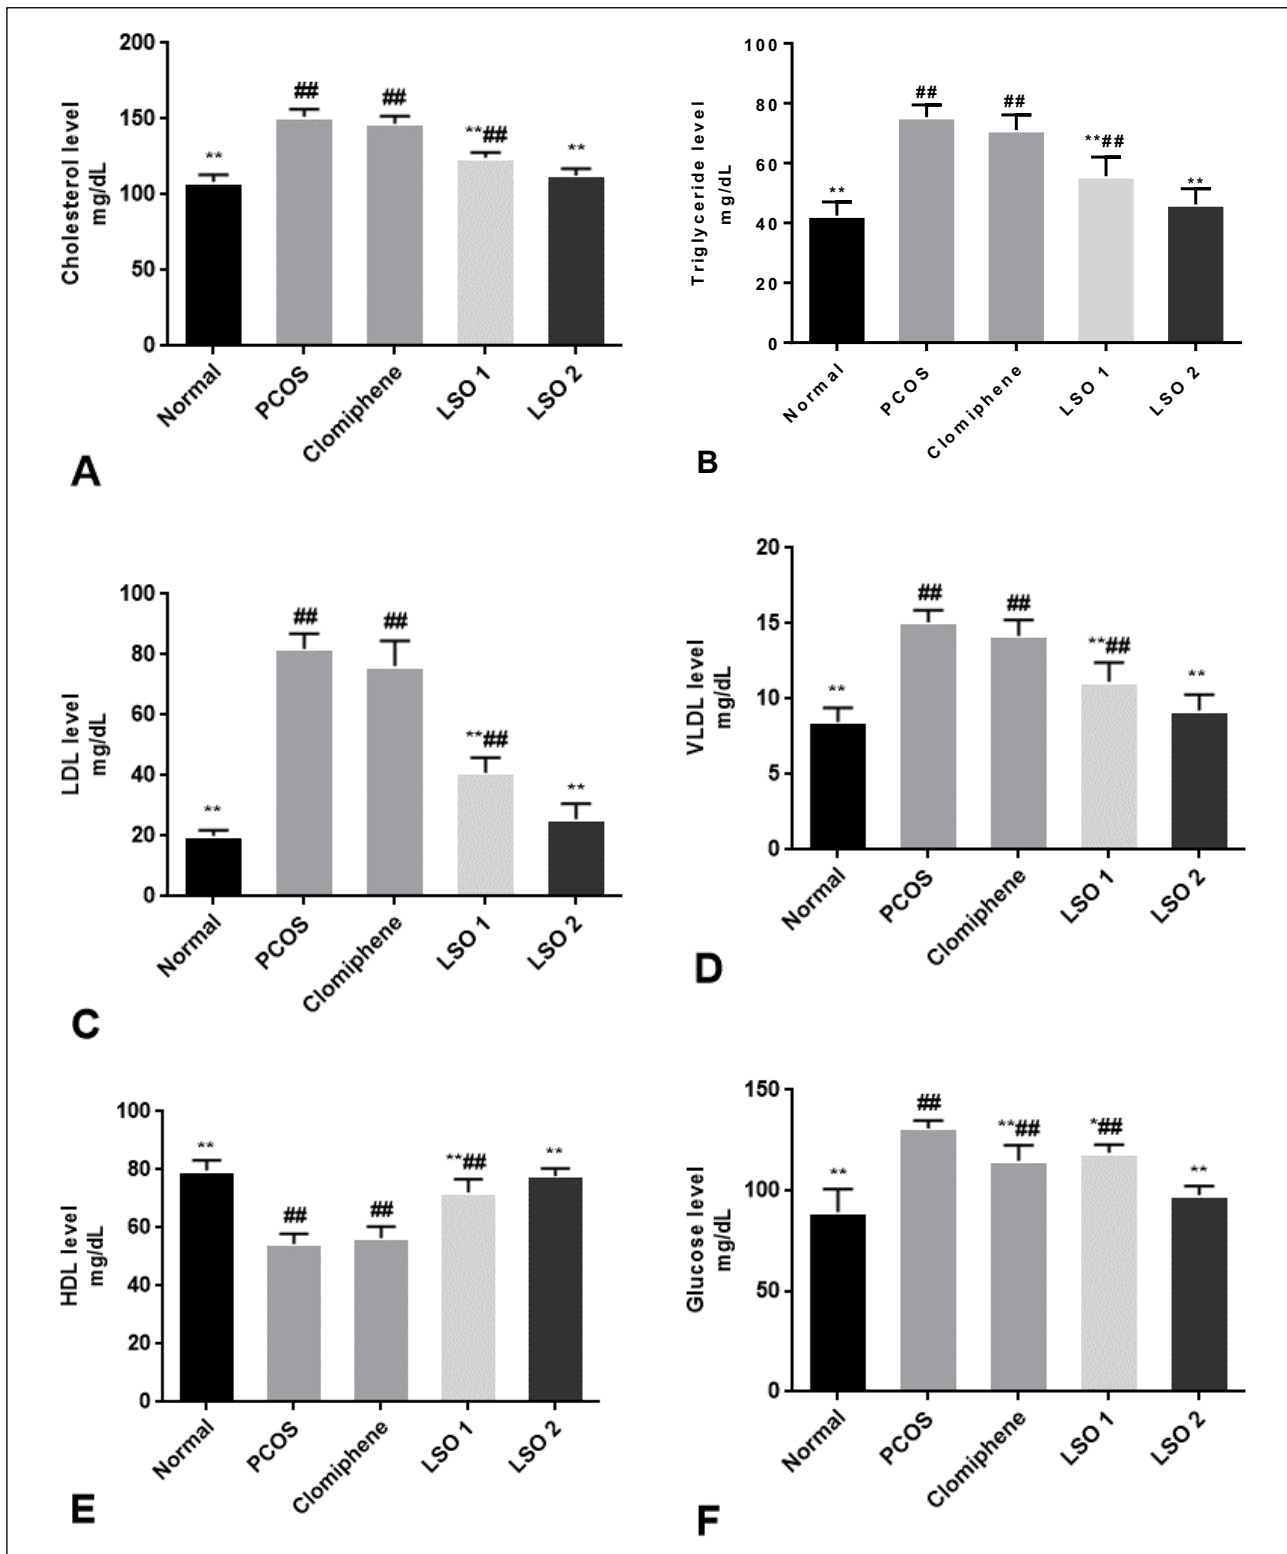 Cholesterol level
mg/dL
200
150
100
50
0
**
##
##
**##
**
Normal
PCOS
Clomiphene
LSO 1
LSO 2
A
Triglyceride level
mg/dL
100
80
60
40
20
0
**
##
##
**##
**
Normal
PCOS
Clomiphene
LSO 1
LSO 2
B
LDL level
mg/dL
100
80
60
40
20
0
**
##
##
**##
**
Normal
PCOS
Clomiphene
LSO 1
LSO 2
C
VLDL level
mg/dL
20
15
10
5
0
**
##
##
**##
**
Normal
PCOS
Clomiphene
LSO 1
LSO 2
D
HDL level
mg/dL
100
80
60
40
20
0
**
##
##
**##
**
Normal
PCOS
Clomiphene
LSO 1
LSO 2
E
Glucose level
mg/dL
150
100
50
0
**
##
**##
*##
**
Normal
PCOS
Clomiphene
LSO 1
LSO 2
F